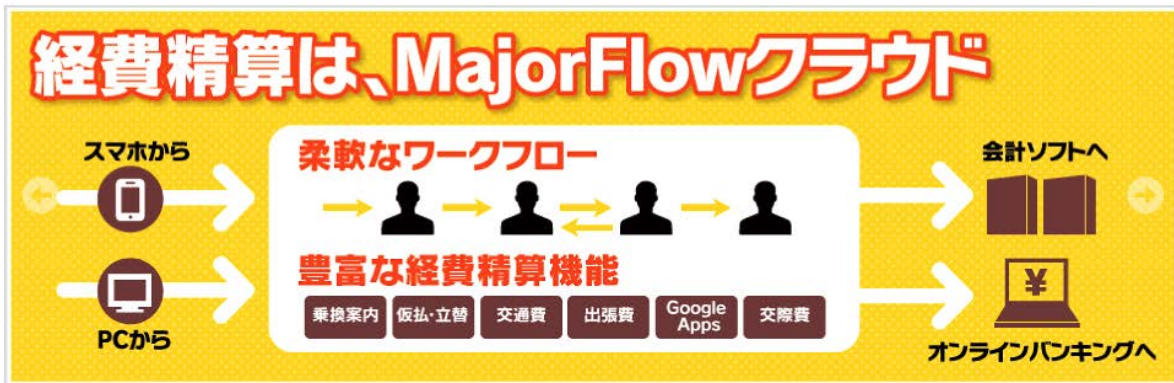 経費精算は、MajorFlowクラウド
スマホから
柔軟なワークフロー
会計ソフトへ
豊富な経費精算機能
¥
乗換案内
仮払・立替
交通費
出張費
Google
Apps
交際費
PCから
オンラインバンキングへ